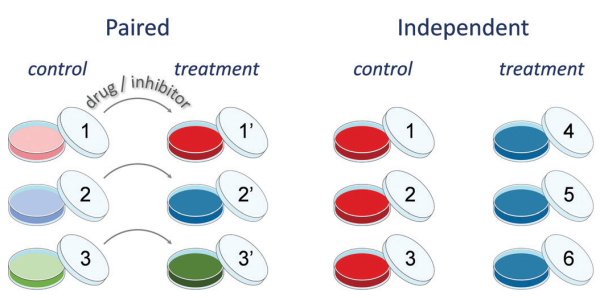 Paired
Independent
control
treatment
control
treatment
drug / inhibitor
1
1’
1
4
2
2’
2
5
3
3’
3
6